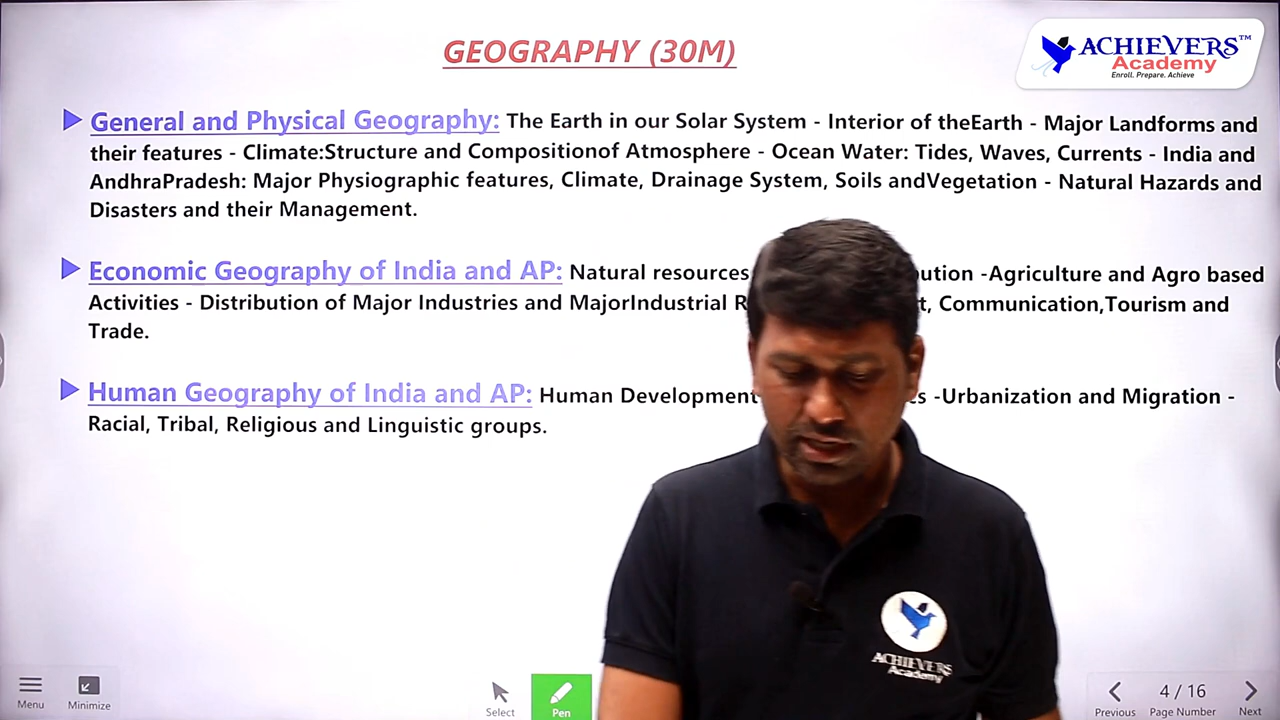 GEOGRAPHY (30M)
ACHIEVERS™
Academy
Enroll. Prepare. Achieve
General and Physical Geography: The Earth in our Solar System - Interior of theEarth - Major Landforms and
their features - Climate:Structure and Compositionof Atmosphere - Ocean Water: Tides, Waves, Currents - India and
AndhraPradesh: Major Physiographic features, Climate, Drainage System, Soils andVegetation - Natural Hazards and
Disasters and their Management.
Economic Geography of India and AP: Natural resources -Agriculture and Agro based
Activities - Distribution of Major Industries and MajorIndustrial Communication,Tourism and
Trade.
Human Geography of India and AP: Human Development -Urbanization and Migration -
Racial, Tribal, Religious and Linguistic groups.
ACHIEVERS
Academy
Menu
Minimize
Select
Pen
Previous
4 / 16
Page Number
Next